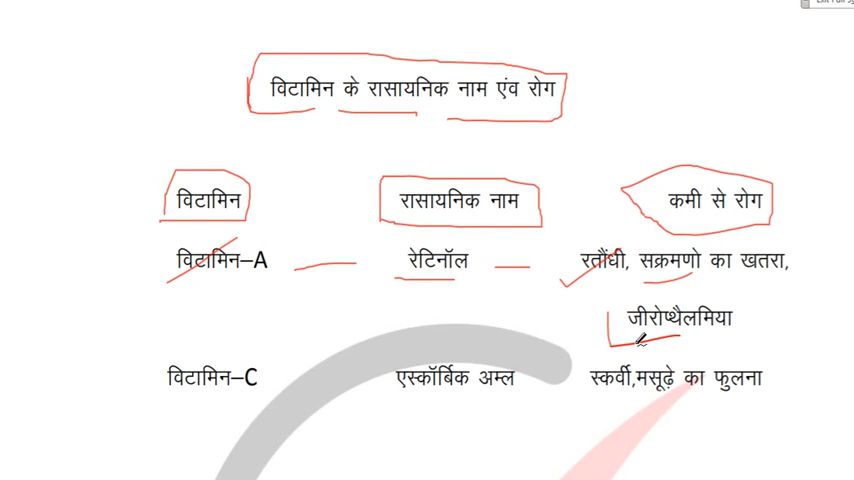 विटामिन के रासायनिक नाम एंव रोग
विटामिन रासायनिक नाम कमी से रोग
विटामिन–A रेटिनॉल रतौंधी, सक्रमणो का खतरा,
जीरोप्थैलमिया
विटामिन–C एस्कॉर्बिक अम्ल स्कर्वी,मसूढ़े का फुलना